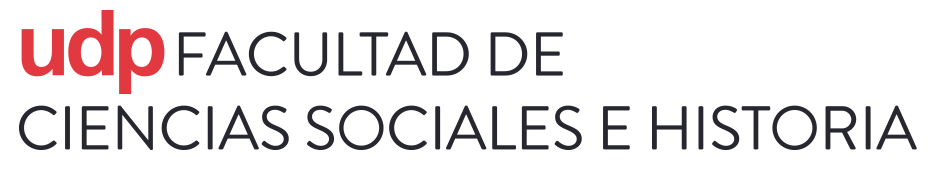 udp FACULTAD DE
CIENCIAS SOCIALES E HISTORIA